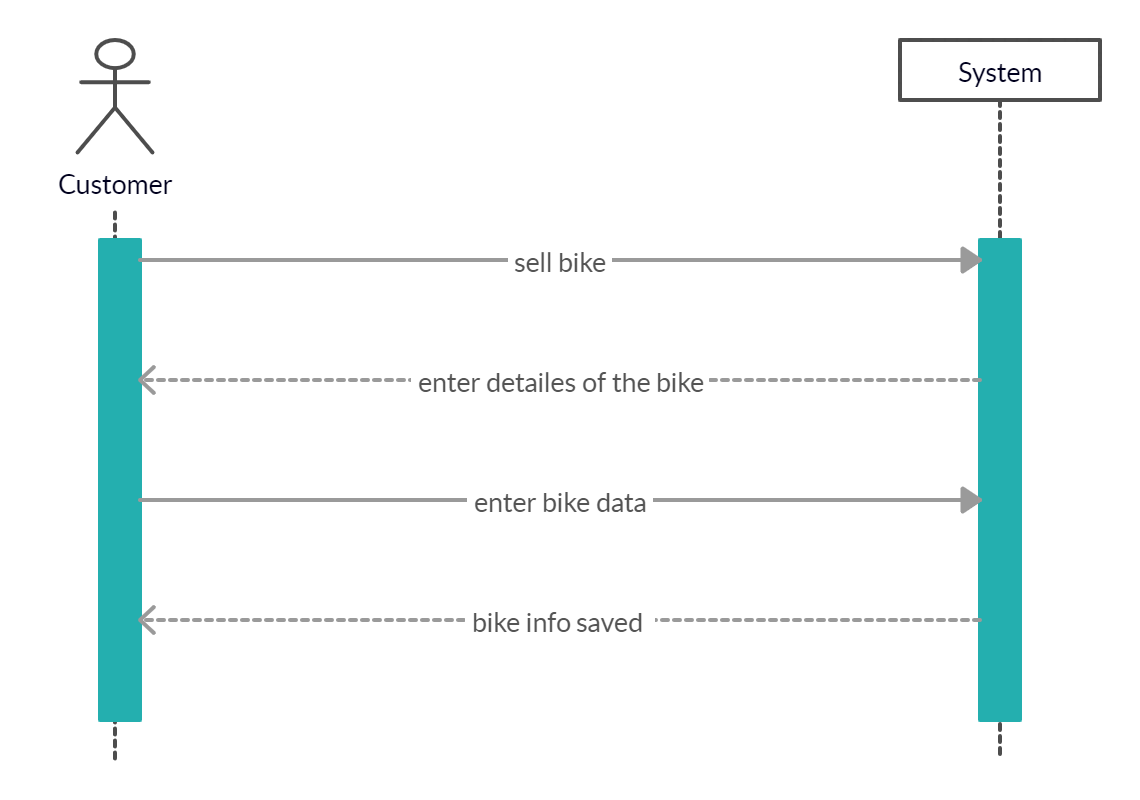 System
Customer
sell bike
enter detailes of the bike
enter bike data
bike info saved